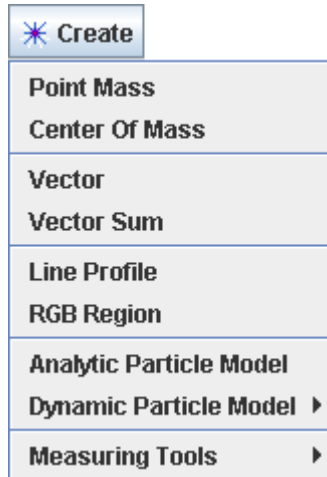 Create
Point Mass
Center Of Mass
Vector
Vector Sum
Line Profile
RGB Region
Analytic Particle Model
Dynamic Particle Model
Measuring Tools